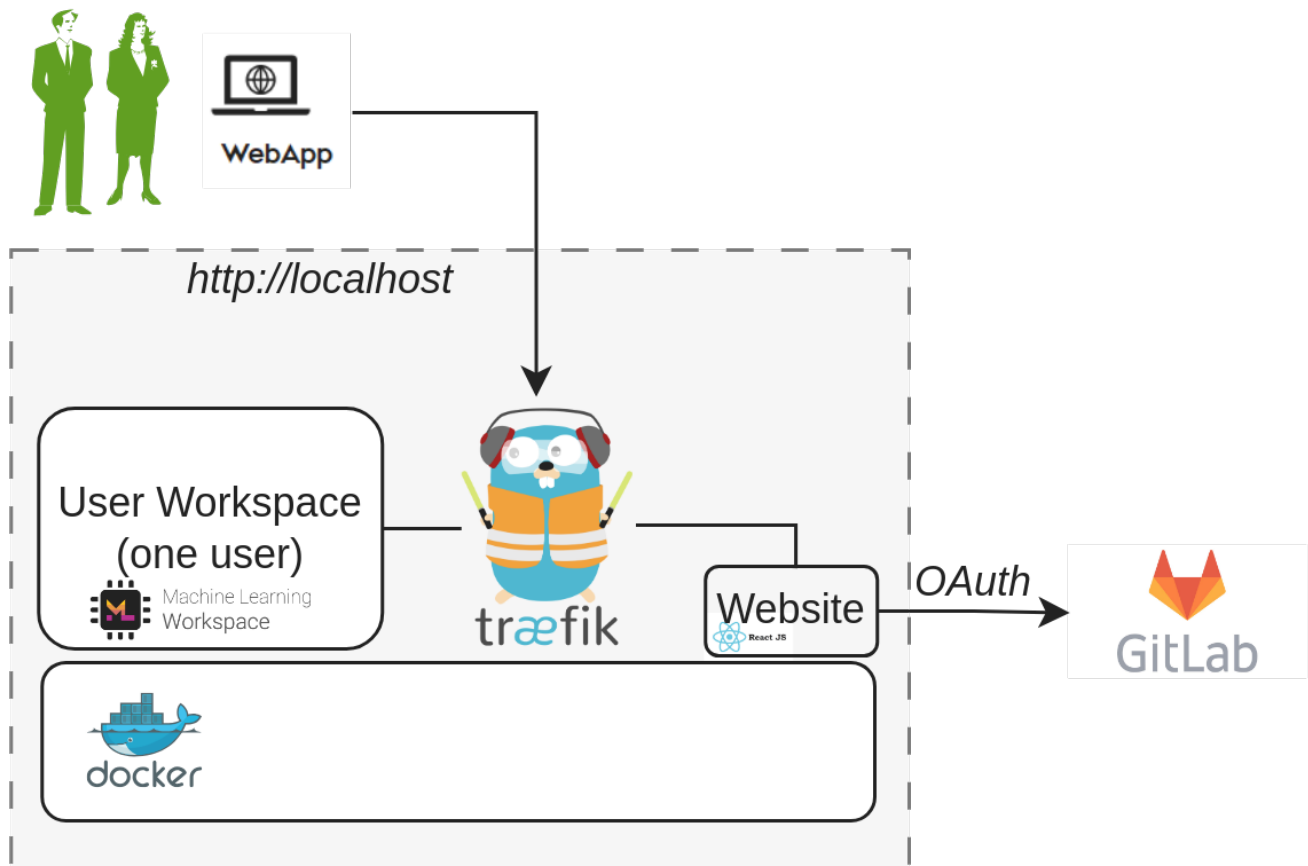 WebApp
http://localhost
User Workspace
(one user)
Machine Learning
Workspace
træfik
Website
React JS
OAuth
GitLab
docker